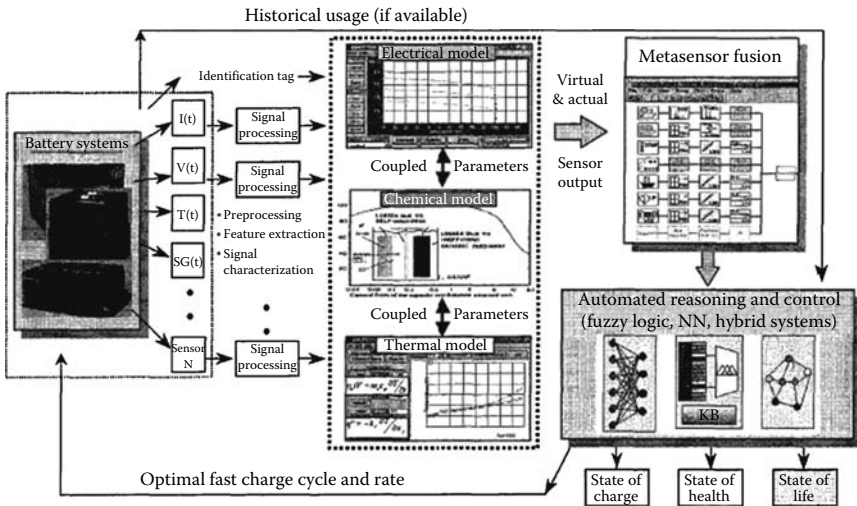 Historical usage (if available)
Identification tag
Battery systems
I(t)
V(t)
T(t)
SG(t)
Sensor
N
Signal
processing
Signal
processing
• Preprocessing
• Feature extraction
• Signal
characterization
Signal
processing
Electrical model
Coupled Parameters
Chemical model
Coupled Parameters
Thermal model
Virtual
& actual
Sensor
output
Metasensor fusion
Automated reasoning and control
(fuzzy logic, NN, hybrid systems)
KB
Optimal fast charge cycle and rate
State of
charge
State of
health
State of
life